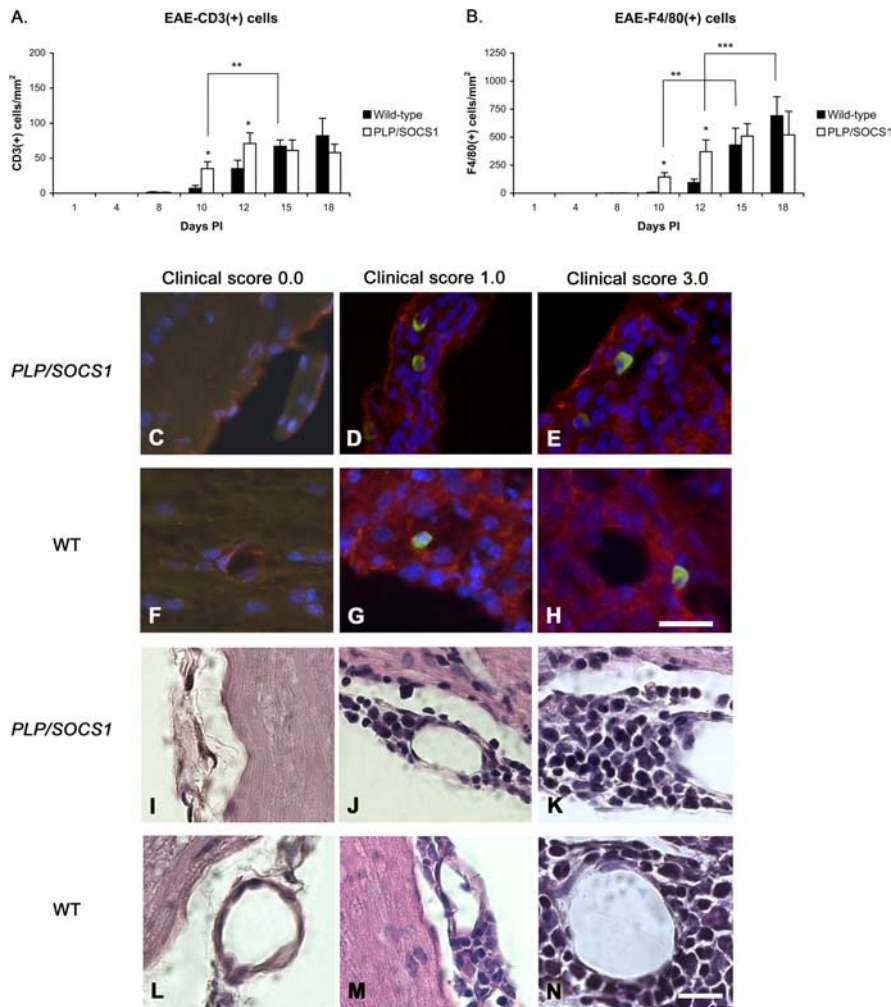 A.
EAE-CD3(+) cells
CD3(+) cells/mm²
200
150
100
50
0
*
**
*
Wild-type
PLP/SOCS1
1 4 8 10 12 15 18
Days PI
B.
EAE-F4/80(+) cells
F4/80(+) cells/mm²
1250
1000
750
500
250
0
*
**
*
***
Wild-type
PLP/SOCS1
1 4 8 10 12 15 18
Days PI
Clinical score 0.0 Clinical score 1.0 Clinical score 3.0
PLP/SOCS1
C D E
WT
F G H
PLP/SOCS1
I J K
WT
L M N